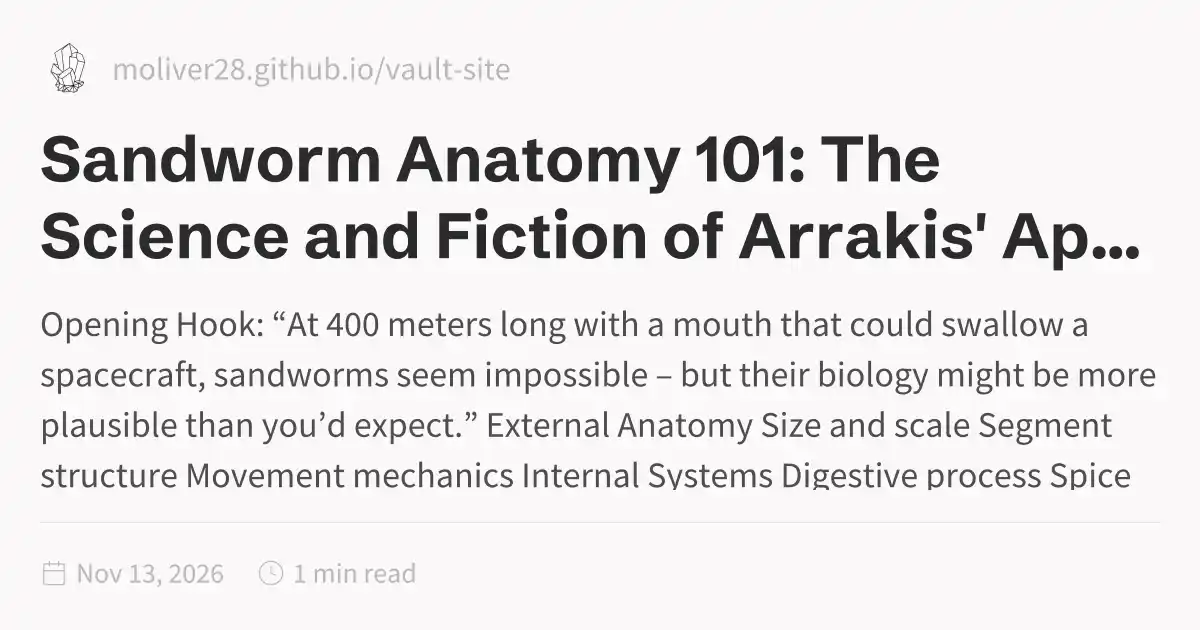 moliver28.github.io/vault-site
Sandworm Anatomy 101: The
Science and Fiction of Arrakis' Ap...
Opening Hook: “At 400 meters long with a mouth that could swallow a
spacecraft, sandworms seem impossible – but their biology might be more
plausible than you’d expect.” External Anatomy Size and scale Segment
structure Movement mechanics Internal Systems Digestive process Spice
Nov 13, 2026
1 min read